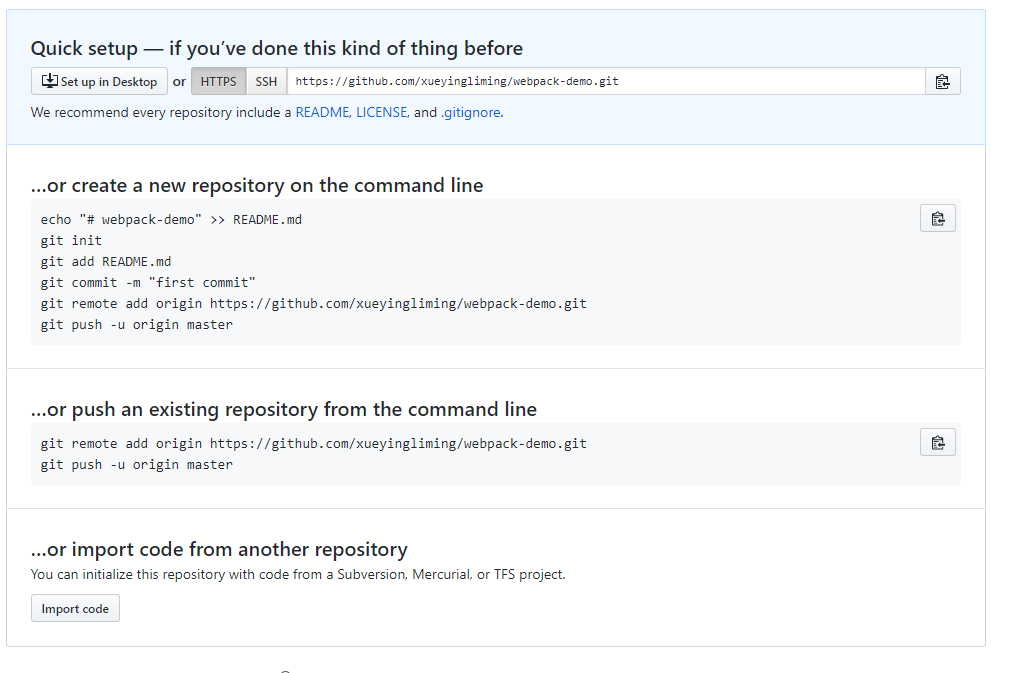 Quick setup — if you’ve done this kind of thing before
Set up in Desktop or HTTPS SSH https://github.com/xueyingliming/webpack-demo.git
We recommend every repository include a README, LICENSE, and .gitignore.
…or create a new repository on the command line
echo "# webpack-demo" >> README.md
git init
git add README.md
git commit -m "first commit"
git remote add origin https://github.com/xueyingliming/webpack-demo.git
git push -u origin master
…or push an existing repository from the command line
git remote add origin https://github.com/xueyingliming/webpack-demo.git
git push -u origin master
…or import code from another repository
You can initialize this repository with code from a Subversion, Mercurial, or TFS project.
Import code